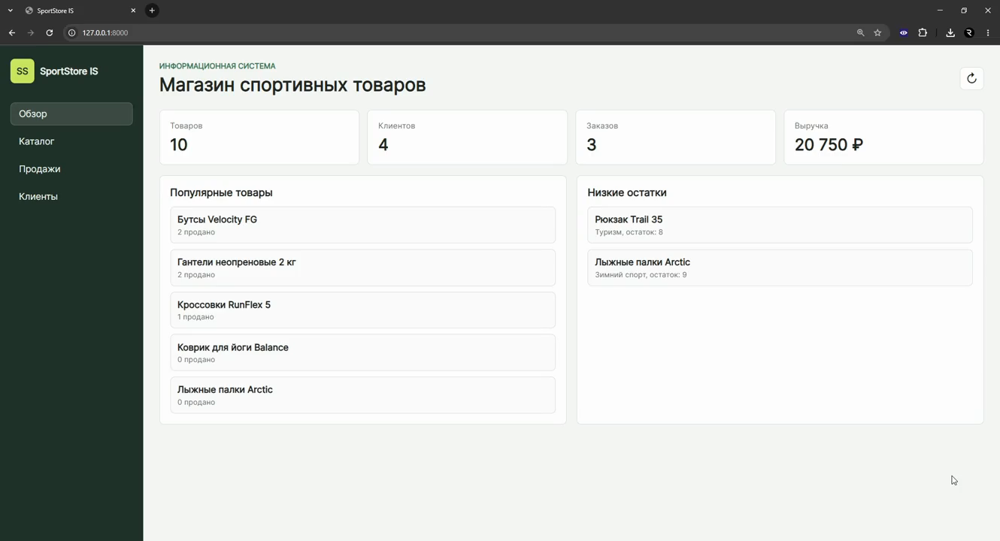 SportStore IS
127.0.0.1:8000
SS SportStore IS
Обзор
Каталог
Продажи
Клиенты
ИНФОРМАЦИОННАЯ СИСТЕМА
Магазин спортивных товаров
Товаров
10
Клиентов
4
Заказов
3
Выручка
20 750 ₽
Популярные товары
Бутсы Velocity FG
2 продано
Гантели неопреновые 2 кг
2 продано
Кроссовки RunFlex 5
1 продано
Коврик для йоги Balance
0 продано
Лыжные палки Arctic
0 продано
Низкие остатки
Рюкзак Trail 35
Туризм, остаток: 8
Лыжные палки Arctic
Зимний спорт, остаток: 9